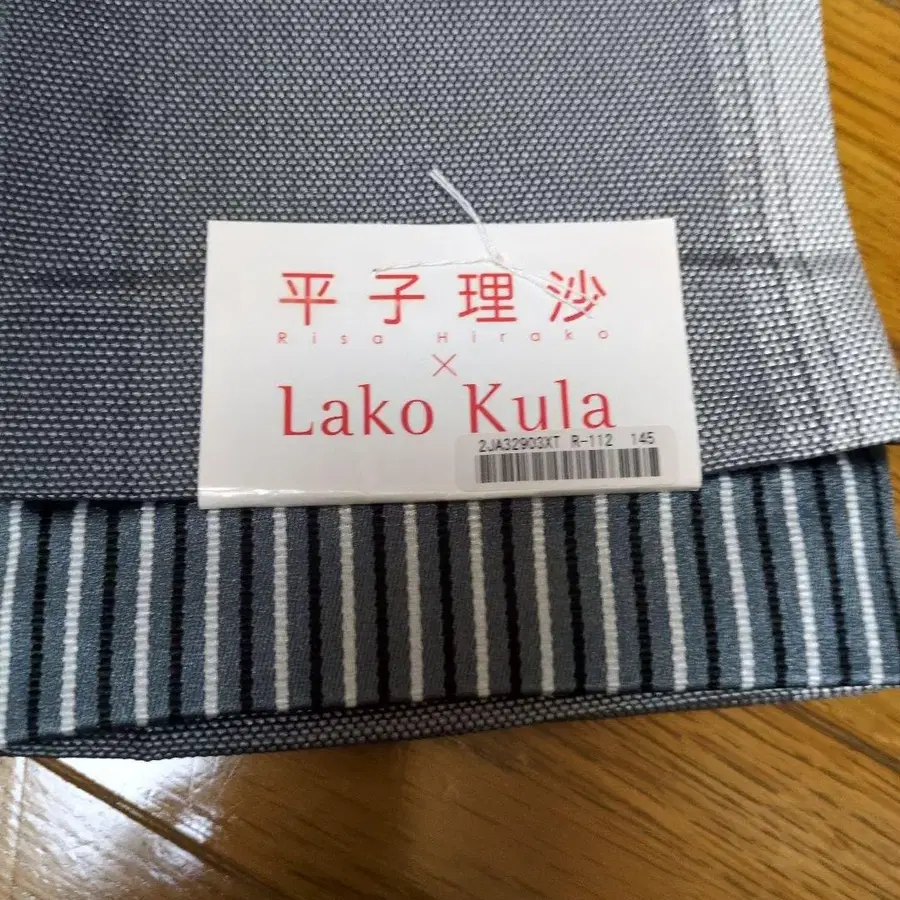 平子理沙
Risa Hirako
×
Lako Kula
2JA32903XT R-112 145